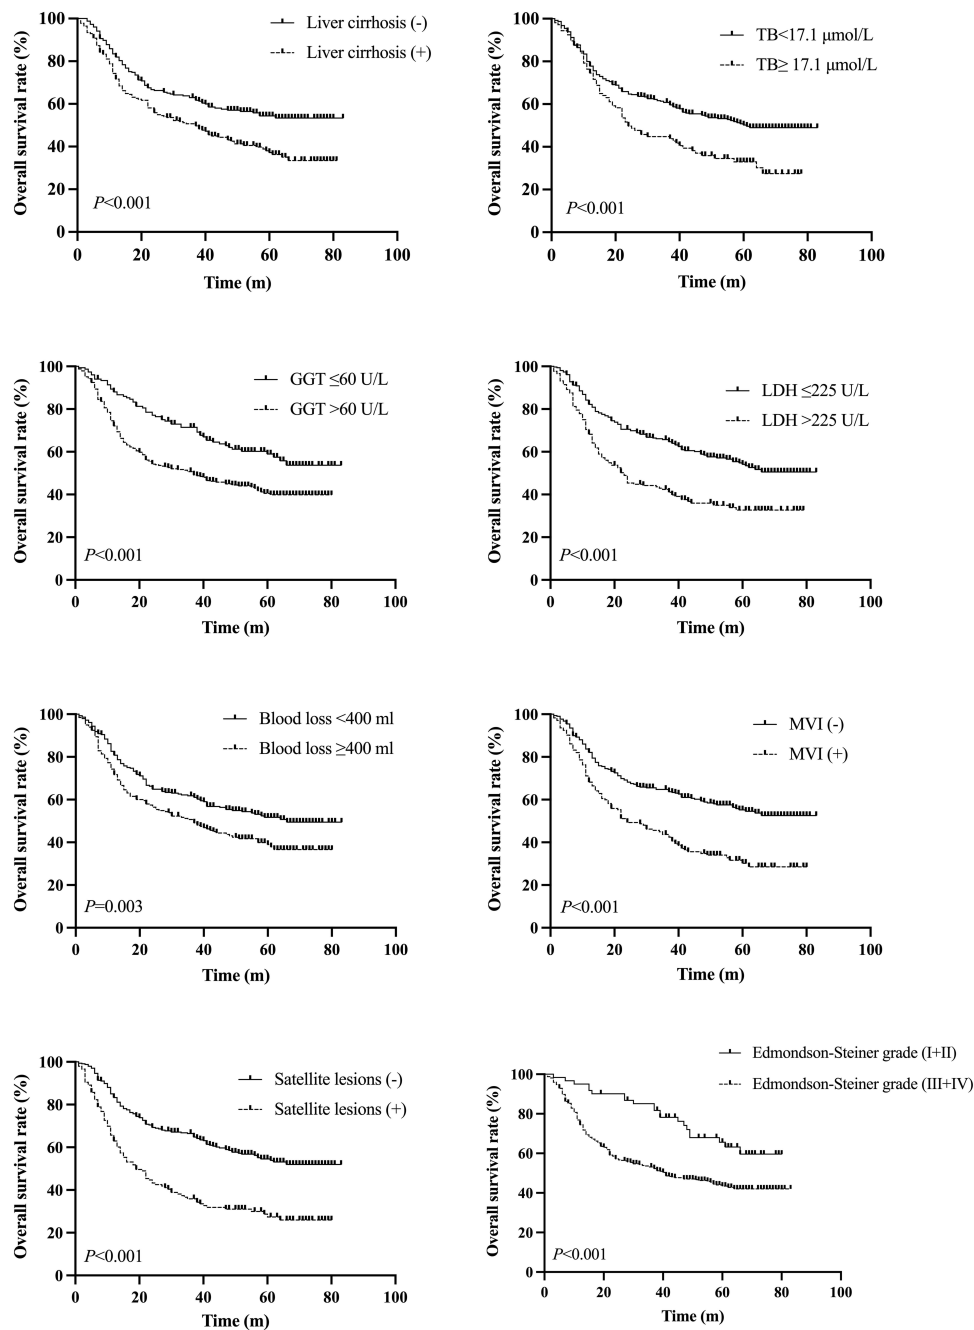 Overall survival rate (%)
100
80
60
40
20
0
0 20 40 60 80 100
Time (m)
Liver cirrhosis (-)
Liver cirrhosis (+)
P<0.001
Overall survival rate (%)
100
80
60
40
20
0
0 20 40 60 80 100
Time (m)
TB<17.1 μmol/L
TB≥ 17.1 μmol/L
P<0.001
Overall survival rate (%)
100
80
60
40
20
0
0 20 40 60 80 100
Time (m)
GGT ≤60 U/L
GGT >60 U/L
P<0.001
Overall survival rate (%)
100
80
60
40
20
0
0 20 40 60 80 100
Time (m)
LDH ≤225 U/L
LDH >225 U/L
P<0.001
Overall survival rate (%)
100
80
60
40
20
0
0 20 40 60 80 100
Time (m)
Blood loss <400 ml
Blood loss ≥400 ml
P=0.003
Overall survival rate (%)
100
80
60
40
20
0
0 20 40 60 80 100
Time (m)
MVI (-)
MVI (+)
P<0.001
Overall survival rate (%)
100
80
60
40
20
0
0 20 40 60 80 100
Time (m)
Satellite lesions (-)
Satellite lesions (+)
P<0.001
Overall survival rate (%)
100
80
60
40
20
0
0 20 40 60 80 100
Time (m)
Edmondson-Steiner grade (I+II)
Edmondson-Steiner grade (III+IV)
P<0.001